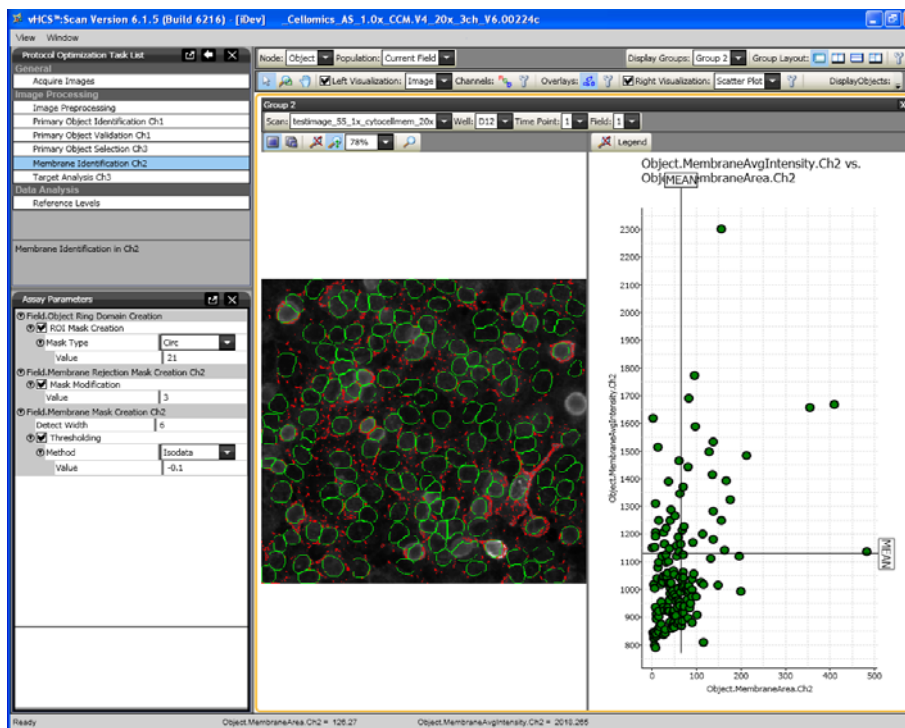 vHCS™:Scan Version 6.1.5 (Build 6216) - [iDev] _Cellomics_AS_1.0x_CCM.V4_20x_3ch_V6.00224c
View Window
Protocol Optimization Task List
General
Acquire Images
Image Processing
Image Preprocessing
Primary Object Identification Ch1
Primary Object Validation Ch1
Primary Object Selection Ch3
Membrane Identification Ch2
Target Analysis Ch3
Data Analysis
Reference Levels
Membrane Identification in Ch2
Assay Parameters
Field.Object Ring Domain Creation
ROI Mask Creation
Mask Type Circ
Value 21
Field.Membrane Rejection Mask Creation Ch2
Mask Modification
Value 3
Field.Membrane Mask Creation Ch2
Detect Width 6
Thresholding
Method Isodata
Value -0.1
Node: Object Population: Current Field Display Groups: Group 2 Group Layout:
Left Visualization: Image Channels: Overlays: Right Visualization: Scatter Plot DisplayObjects:
Group 2
Scan: testimage_55_1x_cytocellmem_20x Well: D12 Time Point: 1 Field: 1
78%
Legend
Object.MembraneAvgIntensity.Ch2 vs.
MEAN
2300
2200
2100
2000
1900
1800
1700
1600
1500
1400
1300
1200
1100
1000
900
800
Object.MembraneAvgIntensity.Ch2
MEAN
0 100 200 300 400 500
Object.MembraneArea.Ch2
Ready Object.MembraneArea.Ch2 = 126.27 Object.MembraneAvgIntensity.Ch2 = 2018.265